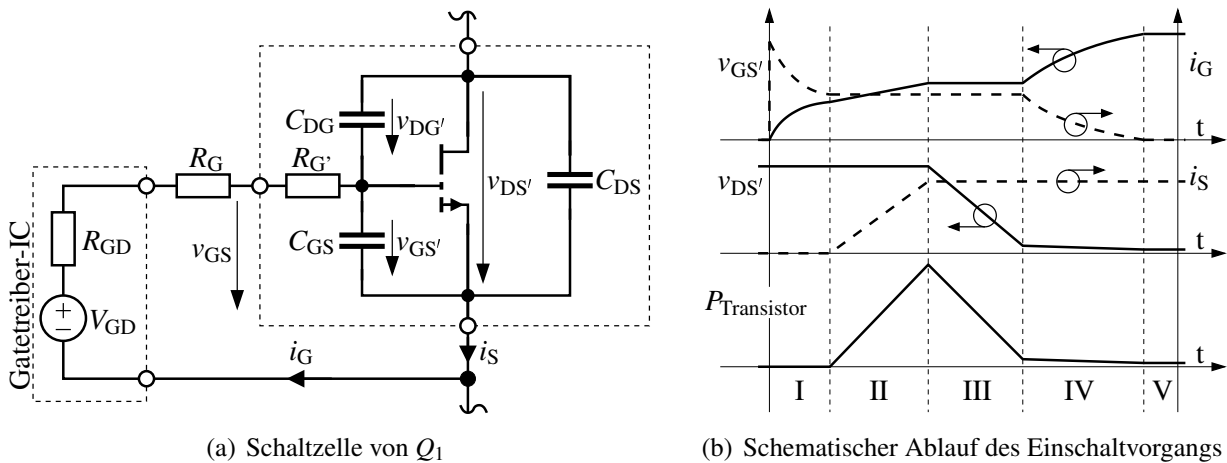 Gatetreiber-IC
R_GD
V_GD
R_G
R_G'
v_GS
C_DG
C_GS
v_DG'
v_GS'
v_DS'
C_DS
i_G
i_S
(a) Schaltzelle von Q_1
v_GS'
i_G
t
v_DS'
i_S
t
P_Transistor
t
I II III IV V
(b) Schematischer Ablauf des Einschaltvorgangs